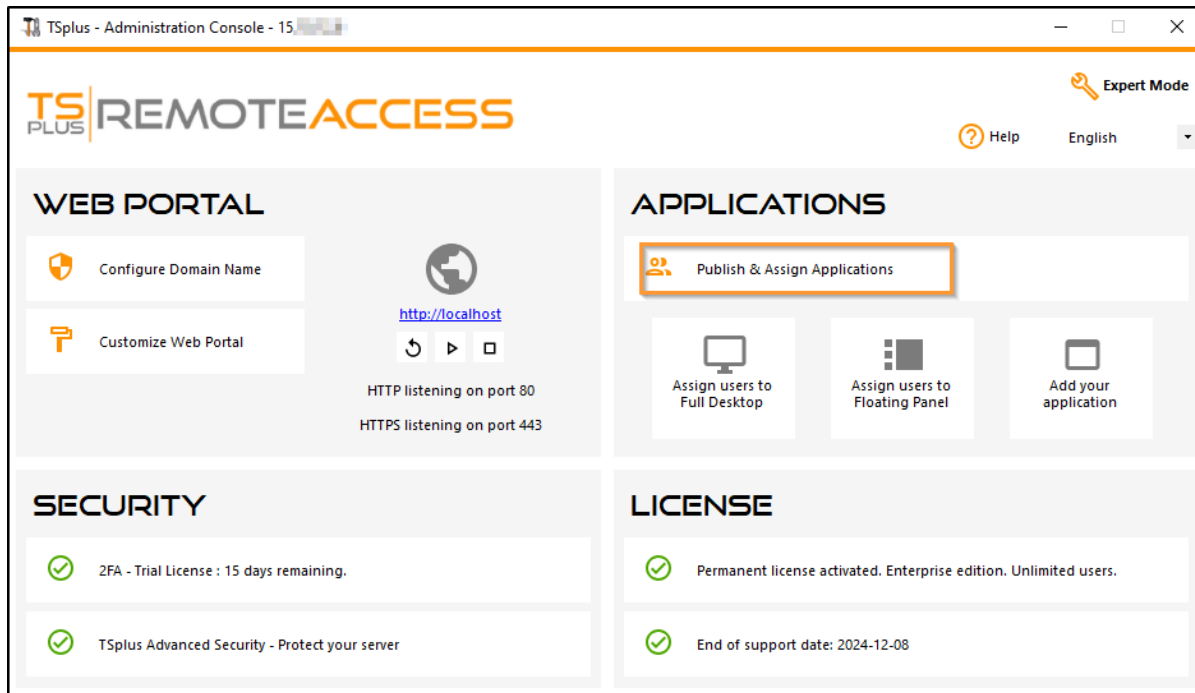 TSplus - Administration Console - 15.
Expert Mode
TS PLUS REMOTEACCESS
Help
English
WEB PORTAL
Configure Domain Name
Customize Web Portal
http://localhost
HTTP listening on port 80
HTTPS listening on port 443
APPLICATIONS
Publish & Assign Applications
Assign users to
Full Desktop
Assign users to
Floating Panel
Add your
application
SECURITY
2FA - Trial License : 15 days remaining.
TSplus Advanced Security - Protect your server
LICENSE
Permanent license activated. Enterprise edition. Unlimited users.
End of support date: 2024-12-08